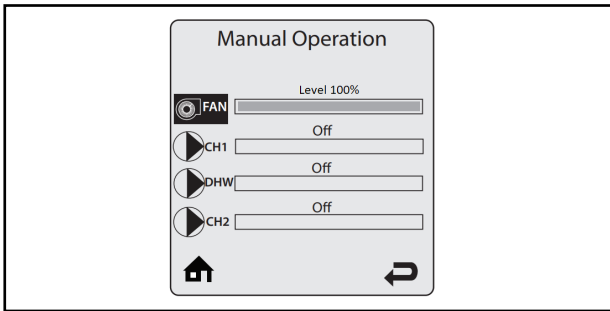 Manual Operation
Level 100%
FAN
Off
CH1
Off
DHW
Off
CH2